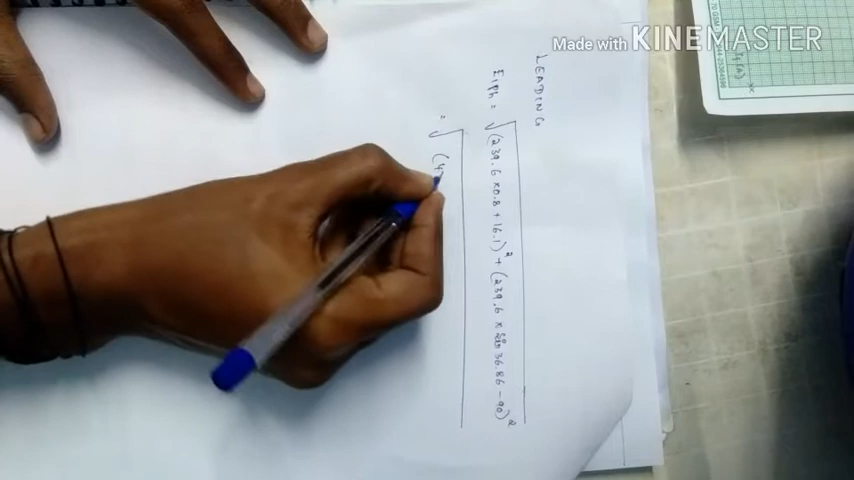 Made with KINEMASTER
LEADING
E1ph = √(239.6 x 0.8 + 16.1)² + (239.6 x Sin 36.86 - 90)²
= √(4